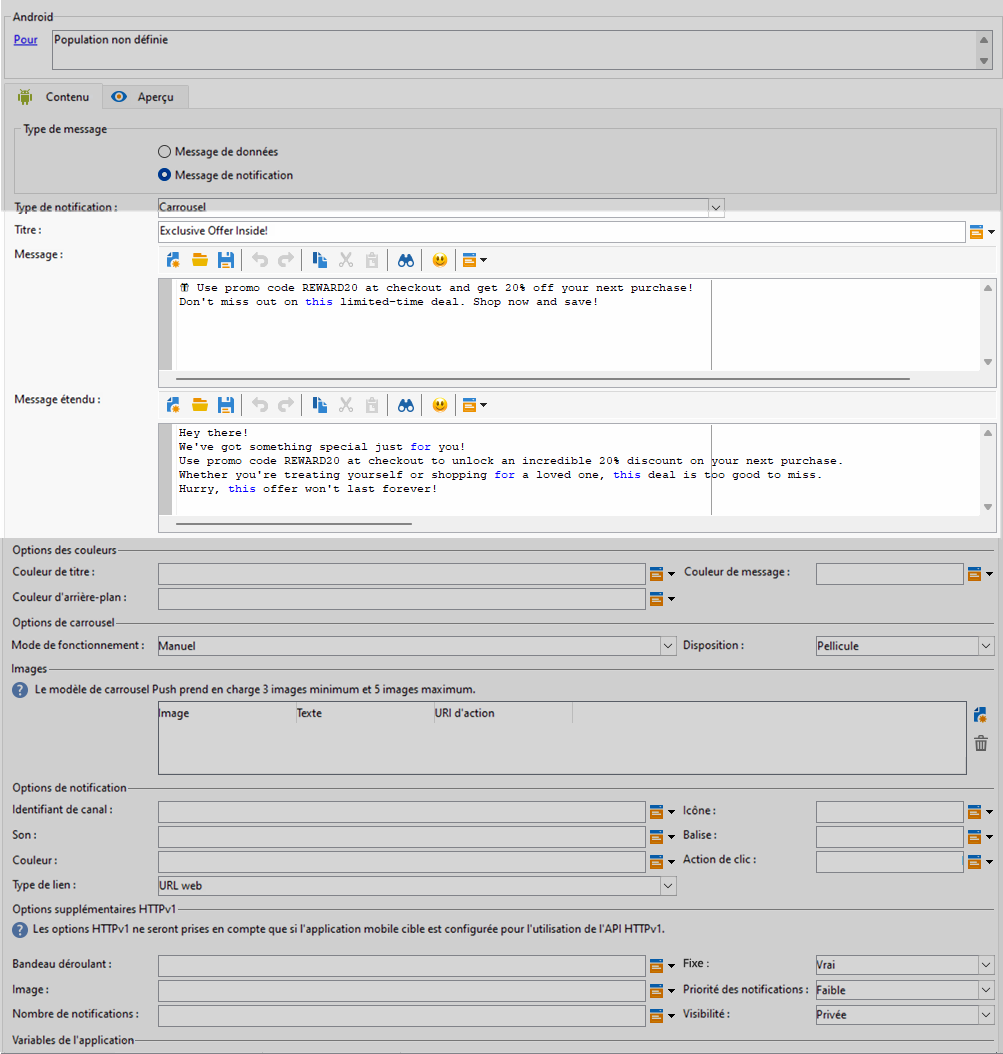 Android
Pour
Population non définie
Contenu
Aperçu
Type de message
Message de données
Message de notification
Type de notification :
Carrousel
Titre :
Exclusive Offer Inside!
Message :
Use promo code REWARD20 at checkout and get 20% off your next purchase!
Don't miss out on this limited-time deal. Shop now and save!
Message étendu :
Hey there!
We've got something special just for you!
Use promo code REWARD20 at checkout to unlock an incredible 20% discount on your next purchase.
Whether you're treating yourself or shopping for a loved one, this deal is too good to miss.
Hurry, this offer won't last forever!
Options des couleurs
Couleur de titre :
Couleur de message :
Couleur d'arrière-plan :
Options de carrousel
Mode de fonctionnement :
Manuel
Disposition :
Pellicule
Images
Le modèle de carrousel Push prend en charge 3 images minimum et 5 images maximum.
Image
Texte
URI d'action
Options de notification
Identifiant de canal :
Icône :
Son :
Balise :
Couleur :
Action de clic :
Type de lien :
URL web
Options supplémentaires HTTPv1
Les options HTTPv1 ne seront prises en compte que si l'application mobile cible est configurée pour l'utilisation de l'API HTTPv1.
Bandeau déroulant :
Fixe :
Vrai
Image :
Priorité des notifications :
Faible
Nombre de notifications :
Visibilité :
Privée
Variables de l'application